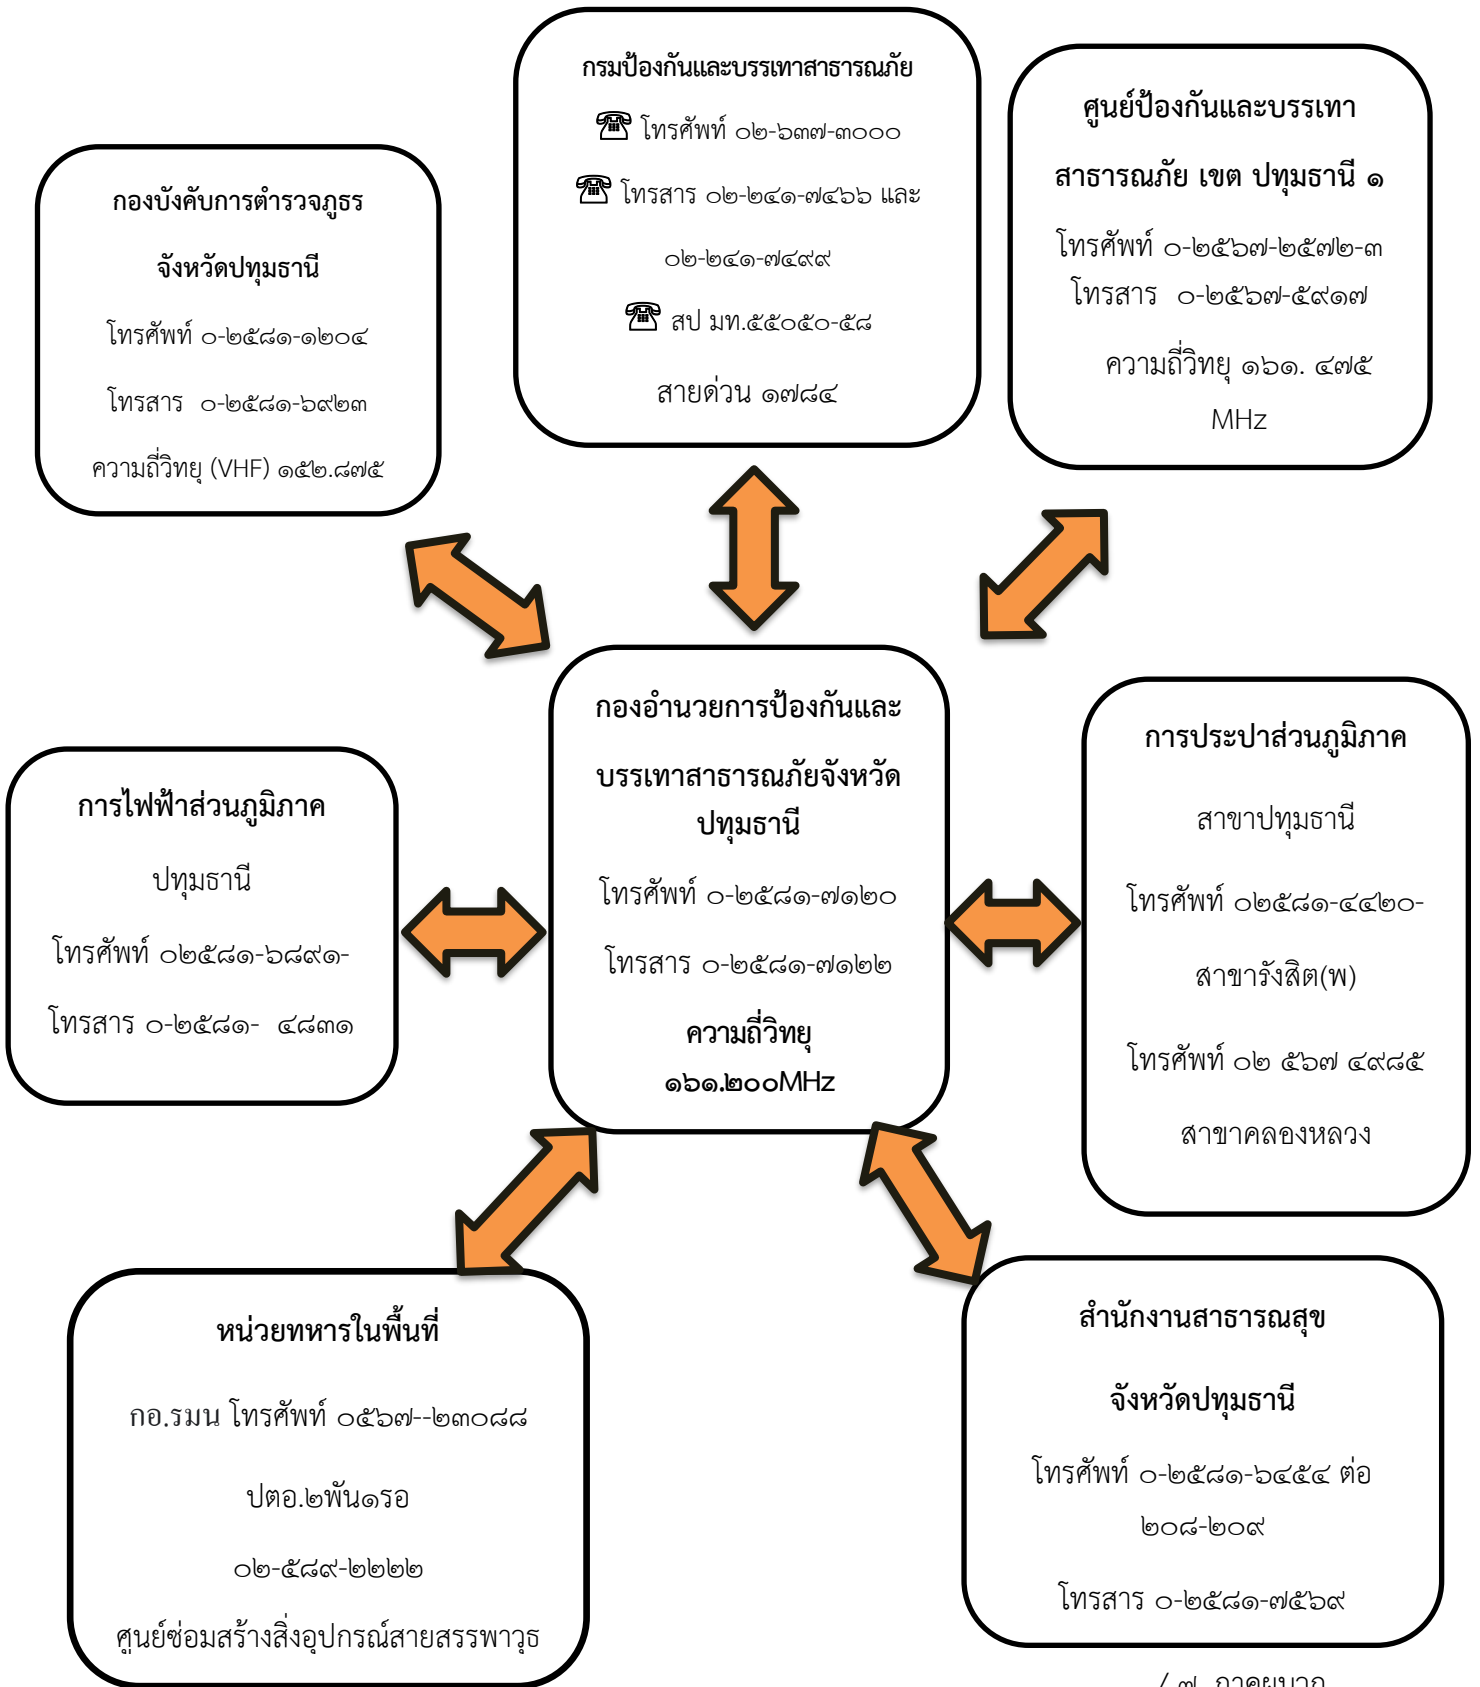 กรมป้องกันและบรรเทาสาธารณภัย
โทรศัพท์ ๐๒-๖๓๗-๓๐๐๐
โทรสาร ๐๒-๒๔๑-๗๔๖๖ และ
๐๒-๒๔๑-๗๔๙๙
สป มท.๕๕๐๕๐-๕๘
สายด่วน ๑๗๘๔
ศูนย์ป้องกันและบรรเทา
สาธารณภัย เขต ปทุมธานี ๑
โทรศัพท์ ๐-๒๕๖๗-๒๕๗๒-๓
โทรสาร ๐-๒๕๖๗-๕๙๑๗
ความถี่วิทยุ ๑๖๑. ๔๗๕
MHz
กองบังคับการตำรวจภูธร
จังหวัดปทุมธานี
โทรศัพท์ ๐-๒๕๘๑-๑๒๐๔
โทรสาร ๐-๒๕๘๑-๖๙๒๓
ความถี่วิทยุ (VHF) ๑๕๒.๘๗๕
กองอำนวยการป้องกันและ
บรรเทาสาธารณภัยจังหวัด
ปทุมธานี
โทรศัพท์ ๐-๒๕๘๑-๗๑๒๐
โทรสาร ๐-๒๕๘๑-๗๑๒๒
ความถี่วิทยุ
๑๖๑.๒๐๐MHz
การประปาส่วนภูมิภาค
สาขาปทุมธานี
โทรศัพท์ ๐๒๕๘๑-๔๔๒๐-
สาขารังสิต(พ)
โทรศัพท์ ๐๒ ๕๖๗ ๔๙๘๕
สาขาคลองหลวง
การไฟฟ้าส่วนภูมิภาค
ปทุมธานี
โทรศัพท์ ๐๒๕๘๑-๖๘๙๑-
โทรสาร ๐-๒๕๘๑- ๔๘๓๑
หน่วยทหารในพื้นที่
กอ.รมน โทรศัพท์ ๐๕๖๗--๒๓๐๘๘
ปตอ.๒พัน๑รอ
๐๒-๕๘๙-๒๒๒๒
ศูนย์ซ่อมสร้างสิ่งอุปกรณ์สายสรรพาวุธ
สำนักงานสาธารณสุข
จังหวัดปทุมธานี
โทรศัพท์ ๐-๒๕๘๑-๖๔๕๔ ต่อ
๒๐๘-๒๐๙
โทรสาร ๐-๒๕๘๑-๗๕๖๙
/ ๗. ภาคผนวก